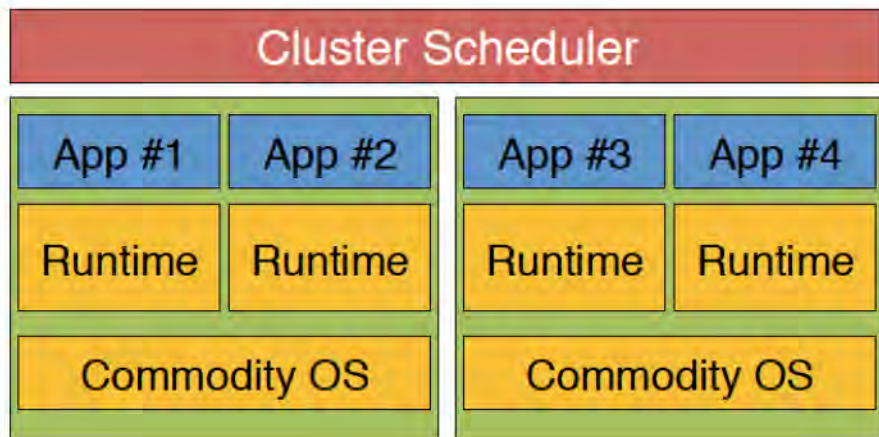 Cluster Scheduler
App #1 App #2 App #3 App #4
Runtime Runtime Runtime Runtime
Commodity OS Commodity OS